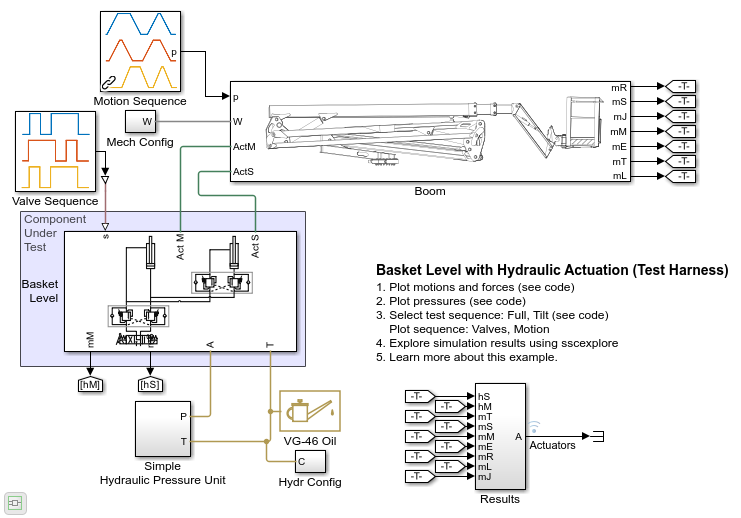 p
Motion Sequence
W
Mech Config
Valve Sequence
p
W
ActM
ActS
mR
mS
mJ
mM
mE
mT
mL
-T-
-T-
-T-
-T-
-T-
-T-
-T-
Boom
Component
Under
Test
s
Act M
Act S
Basket
Level
mM
A
T
[hM]
[hS]
P
T
Simple
Hydraulic Pressure Unit
VG-46 Oil
C
Hydr Config
Basket Level with Hydraulic Actuation (Test Harness)
1. Plot motions and forces (see code)
2. Plot pressures (see code)
3. Select test sequence: Full, Tilt (see code)
Plot sequence: Valves, Motion
4. Explore simulation results using sscexplore
5. Learn more about this example.
-T-
-T-
-T-
-T-
-T-
-T-
-T-
-T-
-T-
hS
hM
mT
mS
mM
mE
mR
mL
mJ
A
Actuators
Results